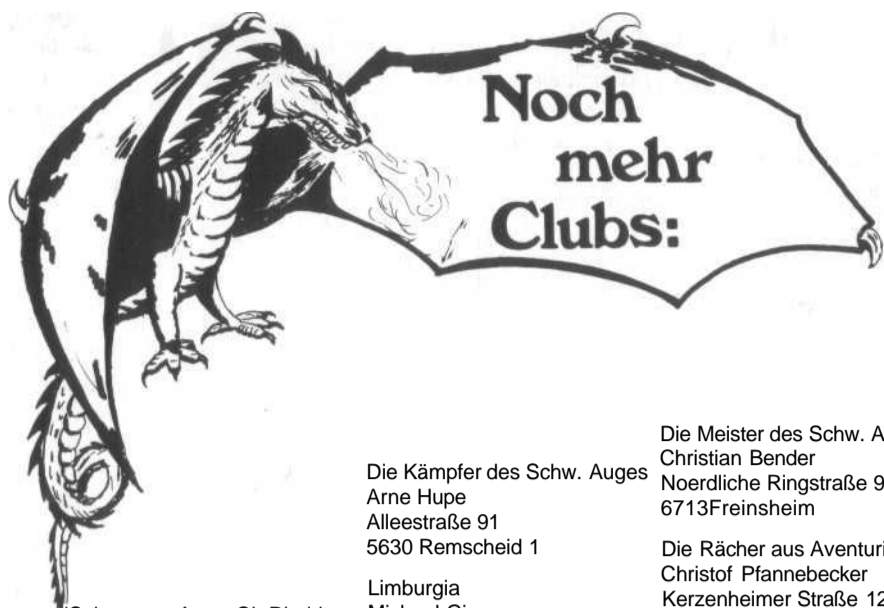 Noch
mehr
Clubs:
Die Kämpfer des Schw. Auges
Arne Hupe
Alleestraße 91
5630 Remscheid 1
Limburgia
Die Meister des Schw. A
Christian Bender
Noerdliche Ringstraße 9
6713Freinsheim
Die Rächer aus Aventuri
Christof Pfannebecker
Kerzenheimer Straße 12